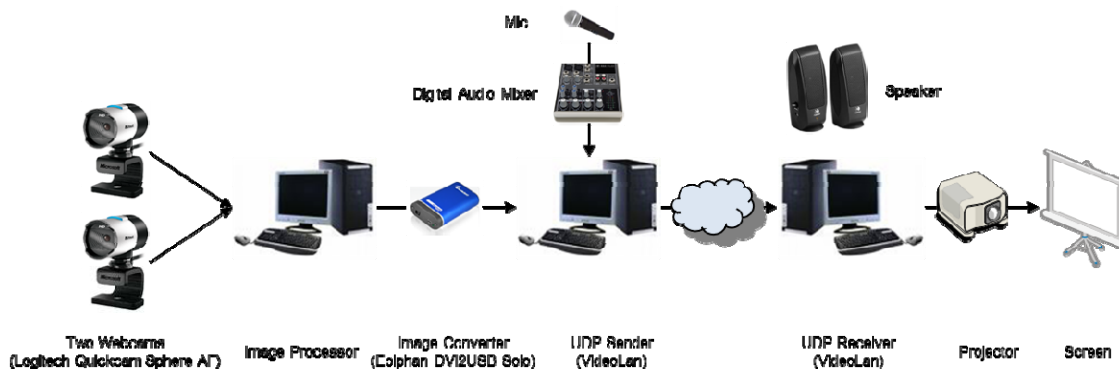 Mic
Digital Audio Mixer
Speaker
Two Webcams
(Logitech Quickcam Sphere AF)
Image Processor
Image Converter
(Epiphan DVI2USB Solo)
UDP Sender
(VideoLan)
UDP Receiver
(VideoLan)
Projector
Screen